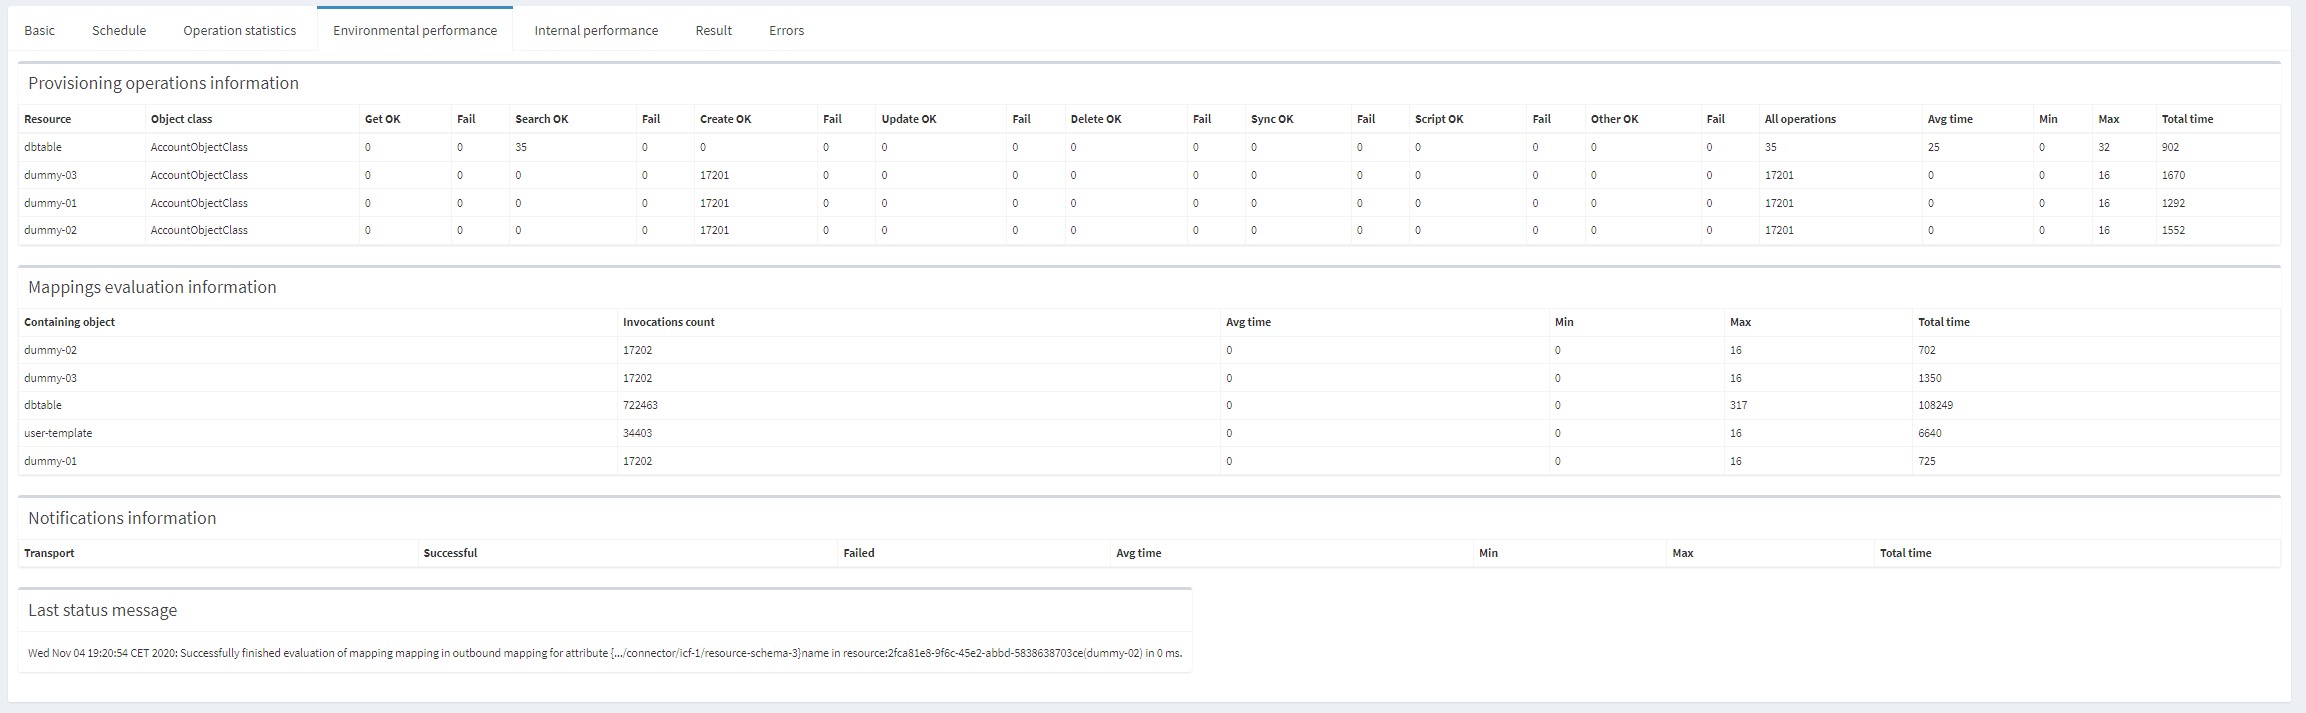 Basic Schedule Operation statistics Environmental performance Internal performance Result Errors
Provisioning operations information
Resource Object class Get OK Fail Search OK Fail Create OK Fail Update OK Fail Delete OK Fail Sync OK Fail Script OK Fail Other OK Fail All operations Avg time Min Max Total time
dbtable AccountObjectClass 0 0 35 0 0 0 0 0 0 0 0 0 0 0 0 0 35 25 0 32 902
dummy-03 AccountObjectClass 0 0 0 0 17201 0 0 0 0 0 0 0 0 0 0 0 17201 0 0 16 1670
dummy-01 AccountObjectClass 0 0 0 0 17201 0 0 0 0 0 0 0 0 0 0 0 17201 0 0 16 1292
dummy-02 AccountObjectClass 0 0 0 0 17201 0 0 0 0 0 0 0 0 0 0 0 17201 0 0 16 1552
Mappings evaluation information
Containing object Invocations count Avg time Min Max Total time
dummy-02 17202 0 0 16 702
dummy-03 17202 0 0 16 1350
dbtable 722463 0 0 317 108249
user-template 34403 0 0 16 6640
dummy-01 17202 0 0 16 725
Notifications information
Transport Successful Failed Avg time Min Max Total time
Last status message
Wed Nov 04 19:20:54 CET 2020: Successfully finished evaluation of mapping mapping in outbound mapping for attribute {.../connector/icf-1/resource-schema-3}name in resource:2fca81e8-9f6c-45e2-abbd-5838638703ce(dummy-02) in 0 ms.